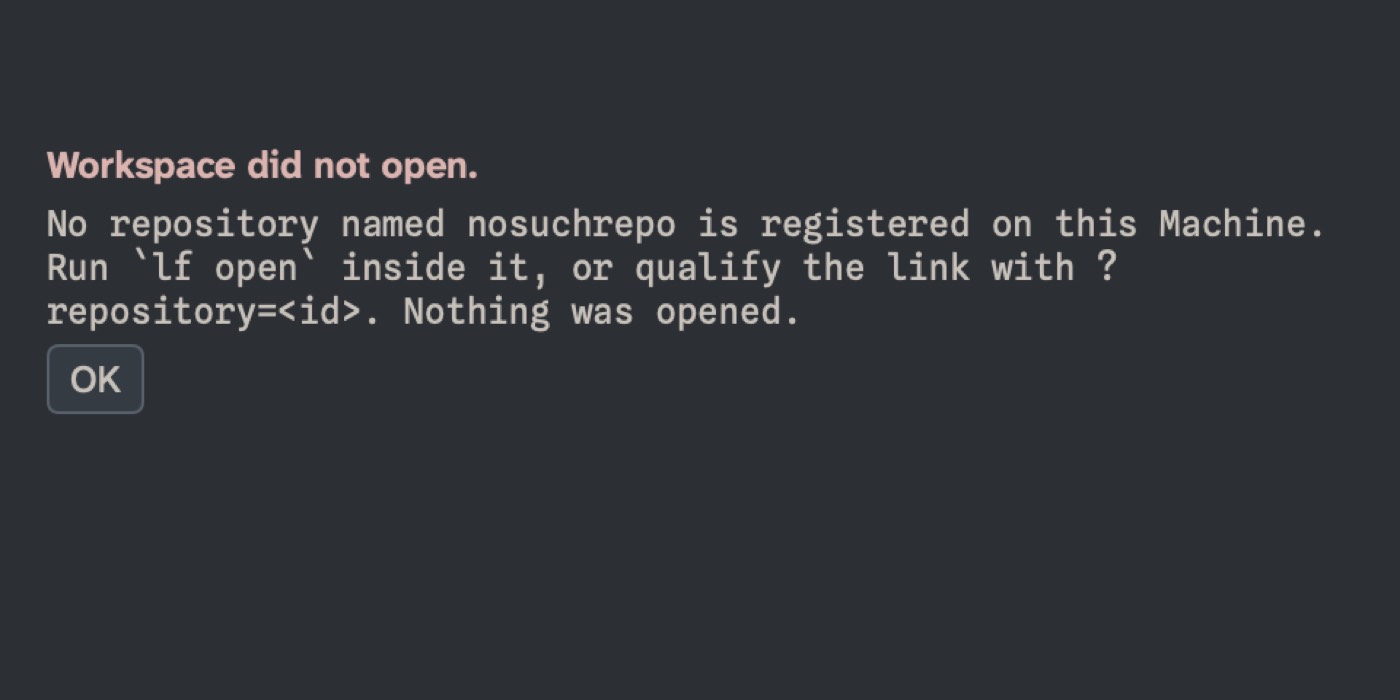 Workspace did not open.
No repository named nosuchrepo is registered on this Machine.
Run `lf open` inside it, or qualify the link with ?
repository=<id>. Nothing was opened.
OK